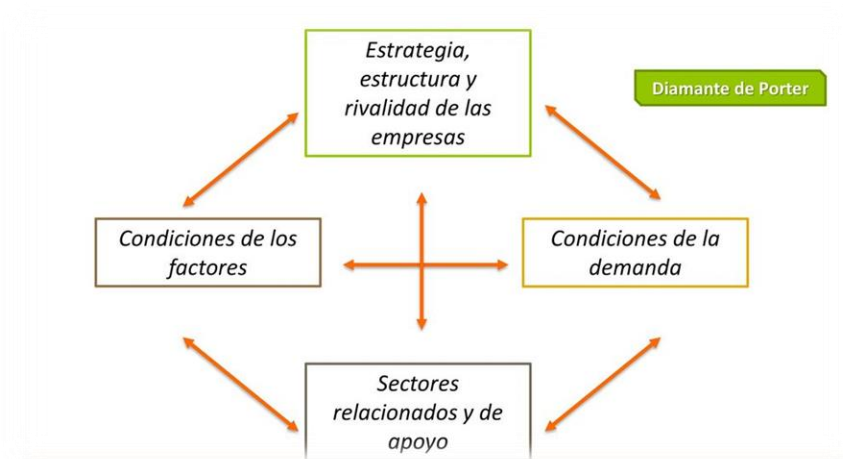 Estrategia,
estructura y
rivalidad de las
empresas
Diamante de Porter
Condiciones de los
factores
Condiciones de la
demanda
Sectores
relacionados y de
apoyo